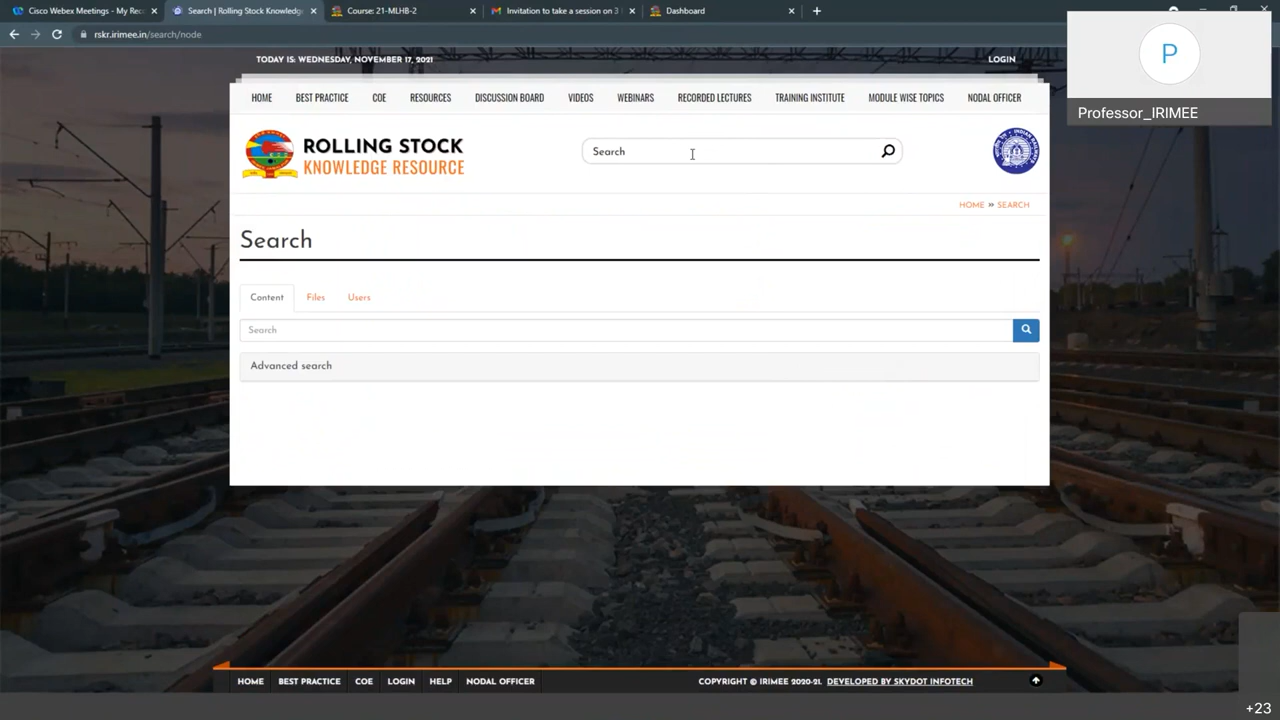 Cisco Webex Meetings - My Rec
Search | Rolling Stock Knowledge
Course: 21-MLHB-2
Invitation to take a session on 3
Dashboard
rskr.irimee.in/search/node
P
Professor_IRIMEE
TODAY IS: WEDNESDAY, NOVEMBER 17, 2021
LOGIN
HOME BEST PRACTICE COE RESOURCES DISCUSSION BOARD VIDEOS WEBINARS RECORDED LECTURES TRAINING INSTITUTE MODULE WISE TOPICS NODAL OFFICER
ROLLING STOCK
KNOWLEDGE RESOURCE
Search
HOME » SEARCH
Search
Content Files Users
Search
Advanced search
HOME BEST PRACTICE COE LOGIN HELP NODAL OFFICER
COPYRIGHT © IRIMEE 2020-21. DEVELOPED BY SKYDOT INFOTECH
+23